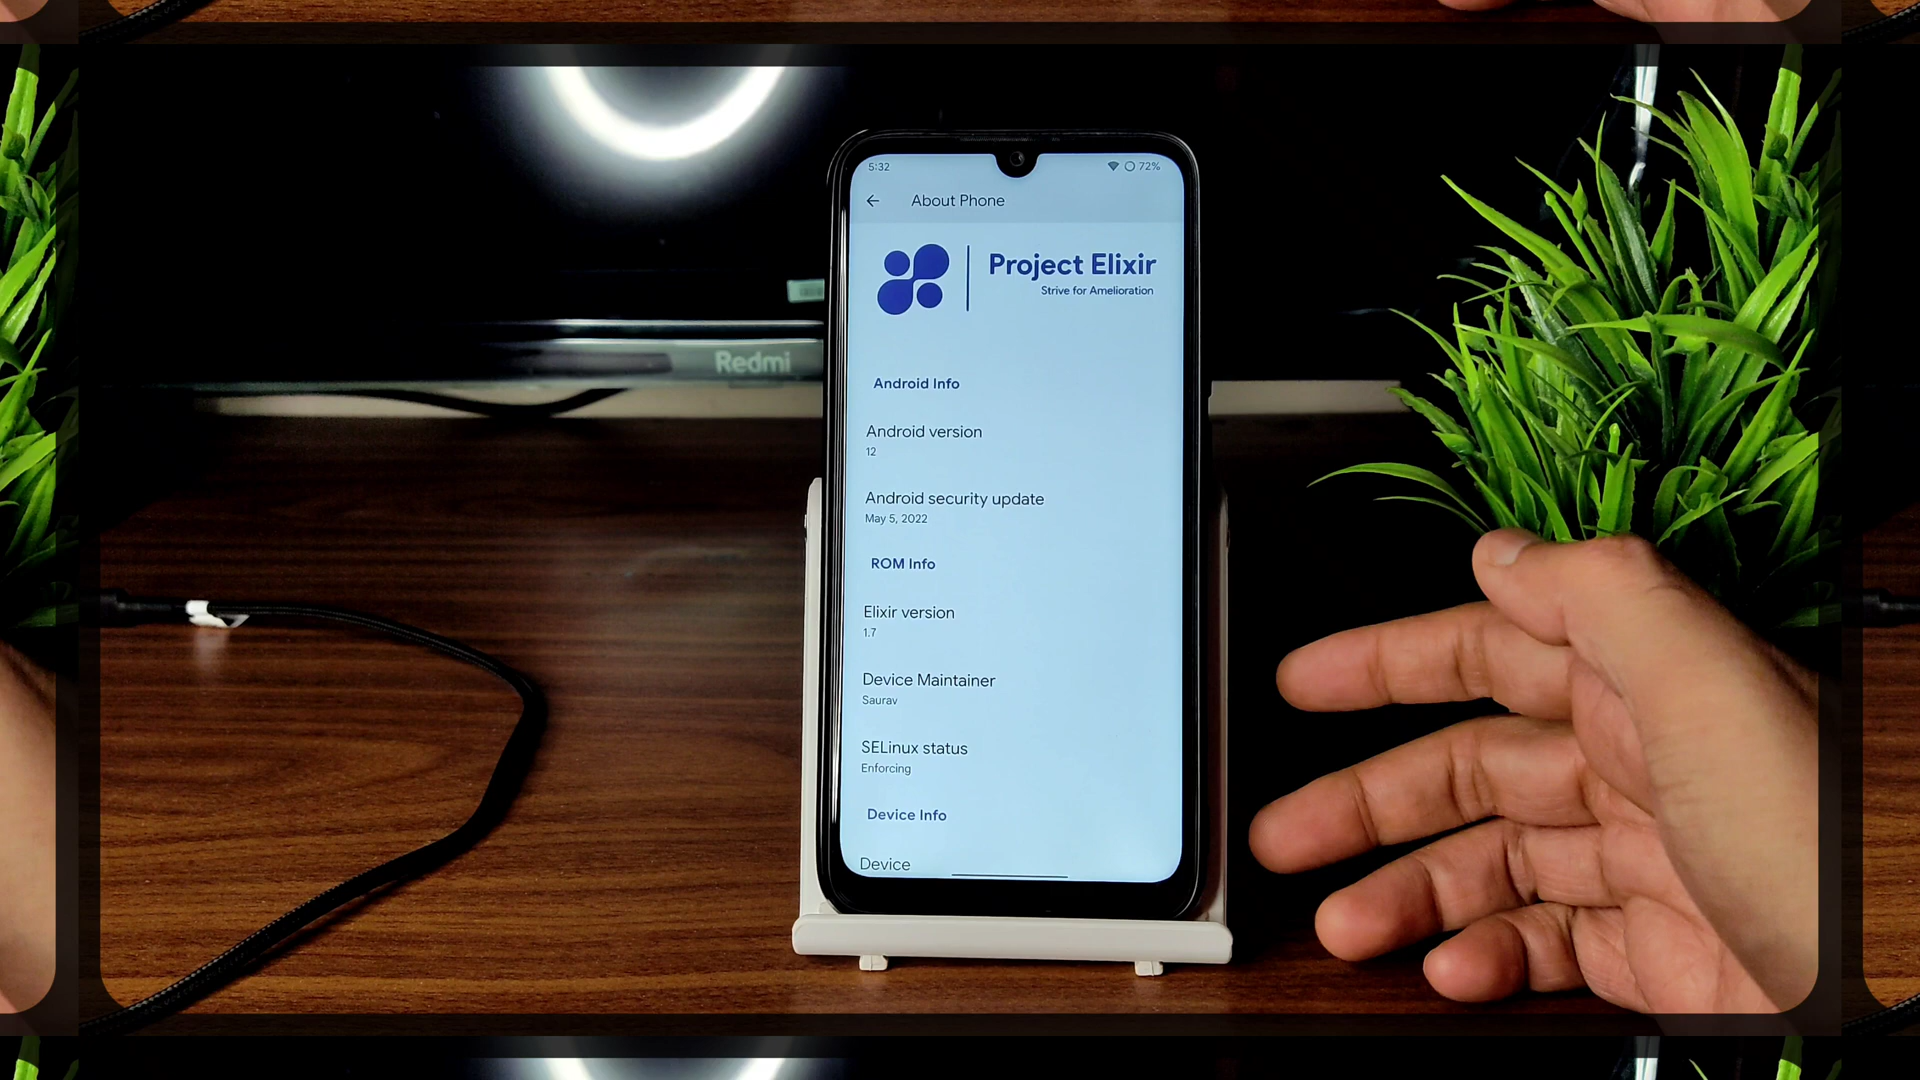 5:32
72%
About Phone
Project Elixir
Strive for Amelioration
Redmi
Android Info
Android version
12
Android security update
May 5, 2022
ROM Info
Elixir version
1.7
Device Maintainer
Saurav
SELinux status
Enforcing
Device Info
Device